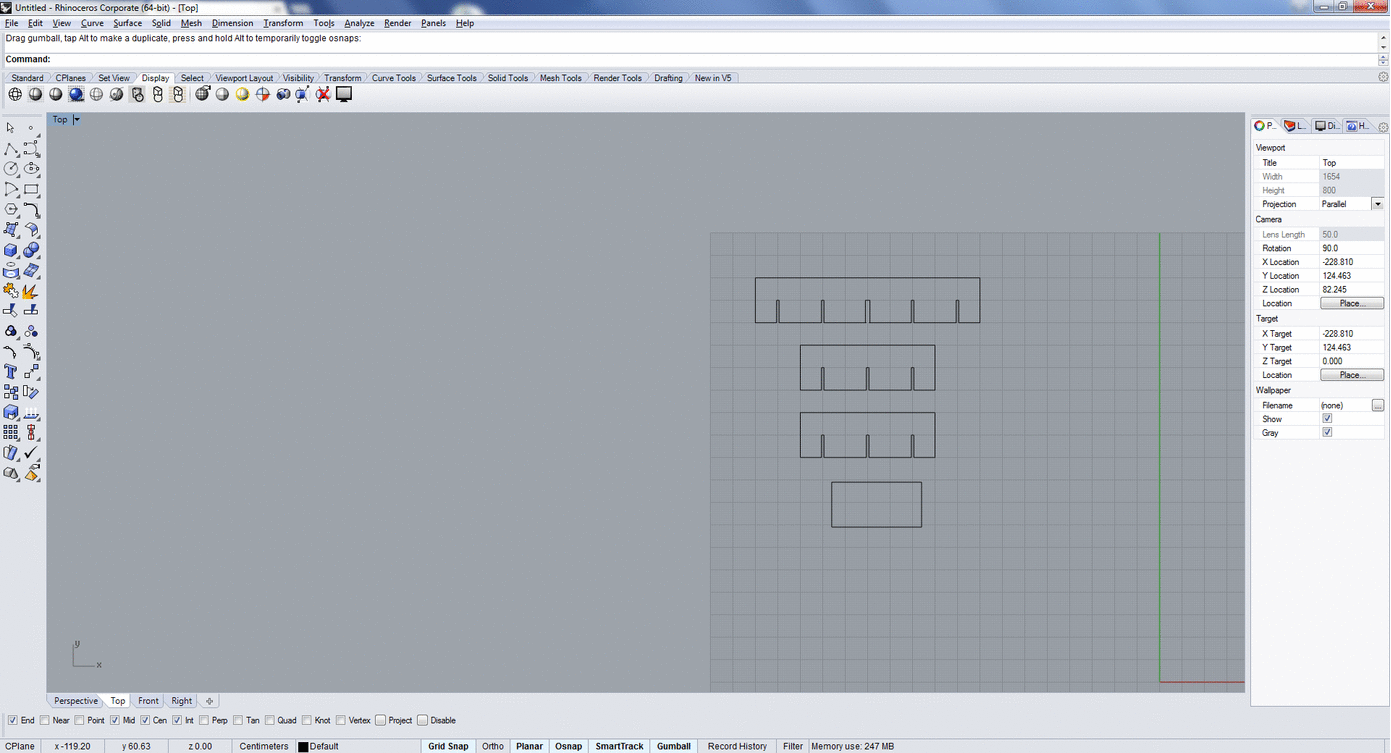 Untitled - Rhinoceros Corporate (64-bit) - [Top]
File Edit View Curve Surface Solid Mesh Dimension Transform Tools Analyze Render Panels Help
Drag gumball, tap Alt to make a duplicate, press and hold Alt to temporarily toggle osnaps:
Command:
Standard CPlanes Set View Display Select Viewport Layout Visibility Transform Curve Tools Surface Tools Solid Tools Mesh Tools Render Tools Drafting New in V5
Top
P... L... Di... H...
Viewport
Title Top
Width 1654
Height 800
Projection Parallel
Camera
Lens Length 50.0
Rotation 90.0
X Location -228.810
Y Location 124.463
Z Location 82.245
Location Place...
Target
X Target -228.810
Y Target 124.463
Z Target 0.000
Location Place...
Wallpaper
Filename (none) ...
Show
Gray
y
x
Perspective Top Front Right
End Near Point Mid Cen Int Perp Tan Quad Knot Vertex Project Disable
CPlane x -119.20 y 60.63 z 0.00 Centimeters Default Grid Snap Ortho Planar Osnap SmartTrack Gumball Record History Filter Memory use: 247 MB